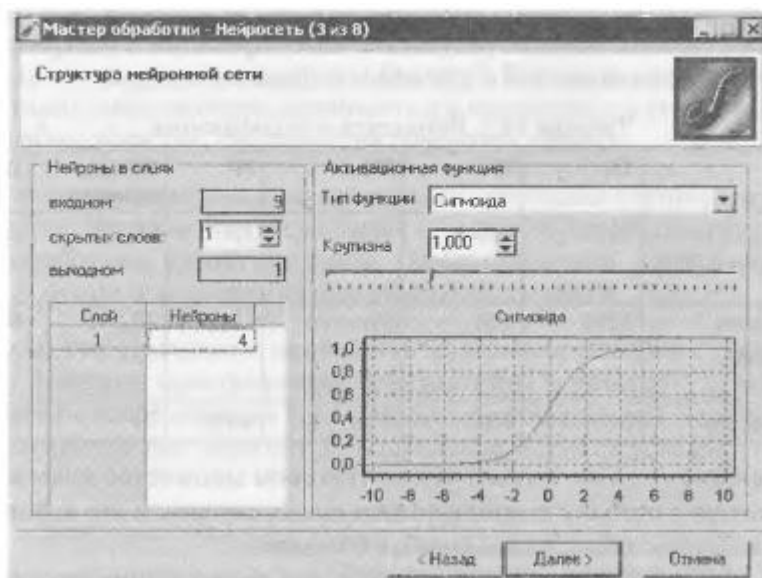 Мастер обработки - Нейросеть (3 из 8)
Структура нейронной сети
Нейроны в слоях
входном: 9
скрытых слоев: 1
выходном 1
Слой Нейроны
1 4
Активационная функция
Тип функции Сигмоида
Крутизна 1,000
Сигмоида
1,0
0,8
0,6
0,4
0,2
0,0
-10 -8 -6 -4 -2 0 2 4 6 8 10
< Назад Далее > Отмена